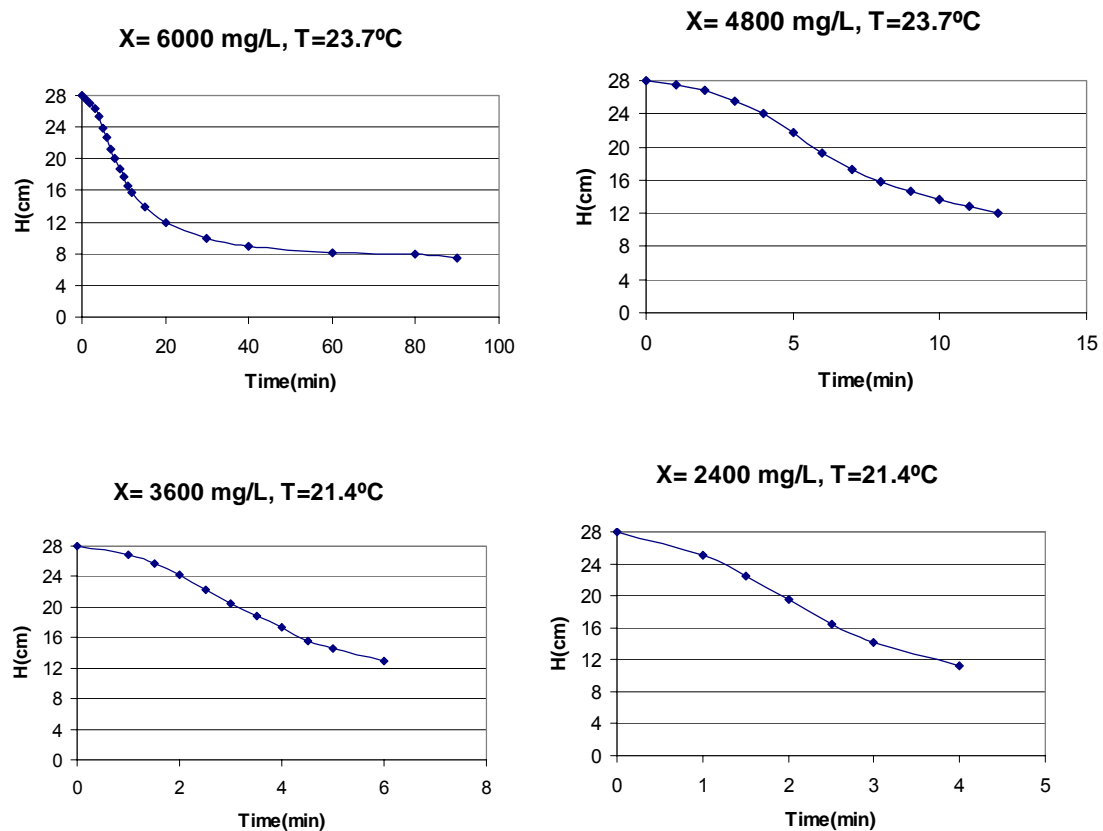 X= 6000 mg/L, T=23.7ºC
H(cm)
28
24
20
16
12
8
4
0
0 20 40 60 80 100
Time(min)
X= 4800 mg/L, T=23.7ºC
H(cm)
28
24
20
16
12
8
4
0
0 5 10 15
Time(min)
X= 3600 mg/L, T=21.4ºC
H(cm)
28
24
20
16
12
8
4
0
0 2 4 6 8
Time(min)
X= 2400 mg/L, T=21.4ºC
H(cm)
28
24
20
16
12
8
4
0
0 1 2 3 4 5
Time(min)